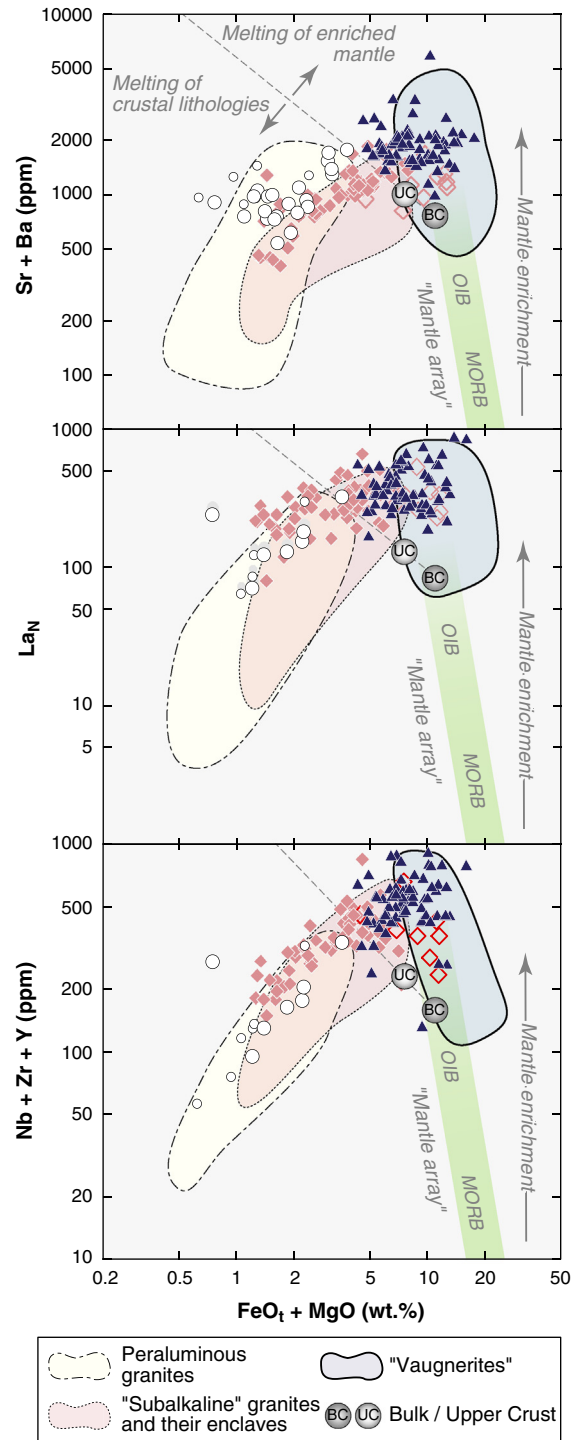 10000
5000
2000
1000
500
200
100
Sr + Ba (ppm)
Melting of enriched
mantle
Melting of
crustal lithologies
UC
BC
OIB
MORB
"Mantle array"
Mantle enrichment
1000
500
100
50
10
5
LaN
UC
BC
OIB
MORB
"Mantle array"
Mantle enrichment
1000
500
200
100
50
20
10
Nb + Zr + Y (ppm)
UC
BC
OIB
MORB
"Mantle array"
Mantle enrichment
0.2 0.5 1 2 5 10 20 50
FeOt + MgO (wt.%)
Peraluminous
granites
"Vaugnerites"
"Subalkaline" granites
and their enclaves
BC UC Bulk / Upper Crust